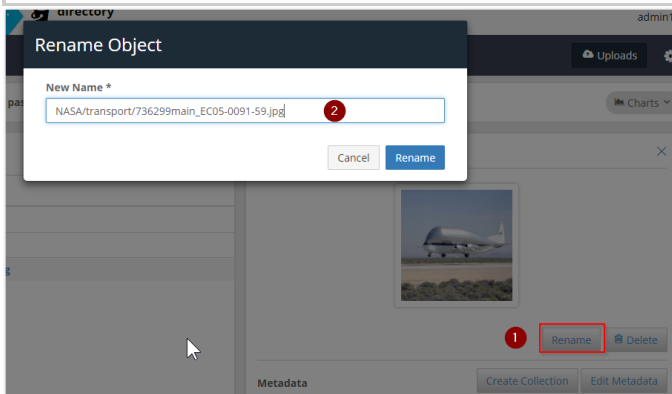 directory
admin1
Rename Object
Uploads
New Name *
pas
NASA/transport/736299main_EC05-0091-59.jpg
2
Charts
Cancel
Rename
g
1
Rename
Delete
Metadata
Create Collection
Edit Metadata